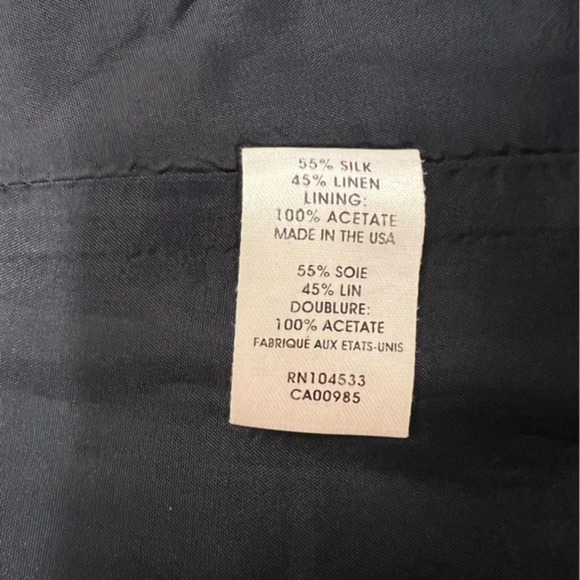 55% SILK
45% LINEN
LINING:
100% ACETATE
MADE IN THE USA
55% SOIE
45% LIN
DOUBLURE:
100% ACETATE
FABRIQUÉ AUX ETATS-UNIS
RN104533
CA00985